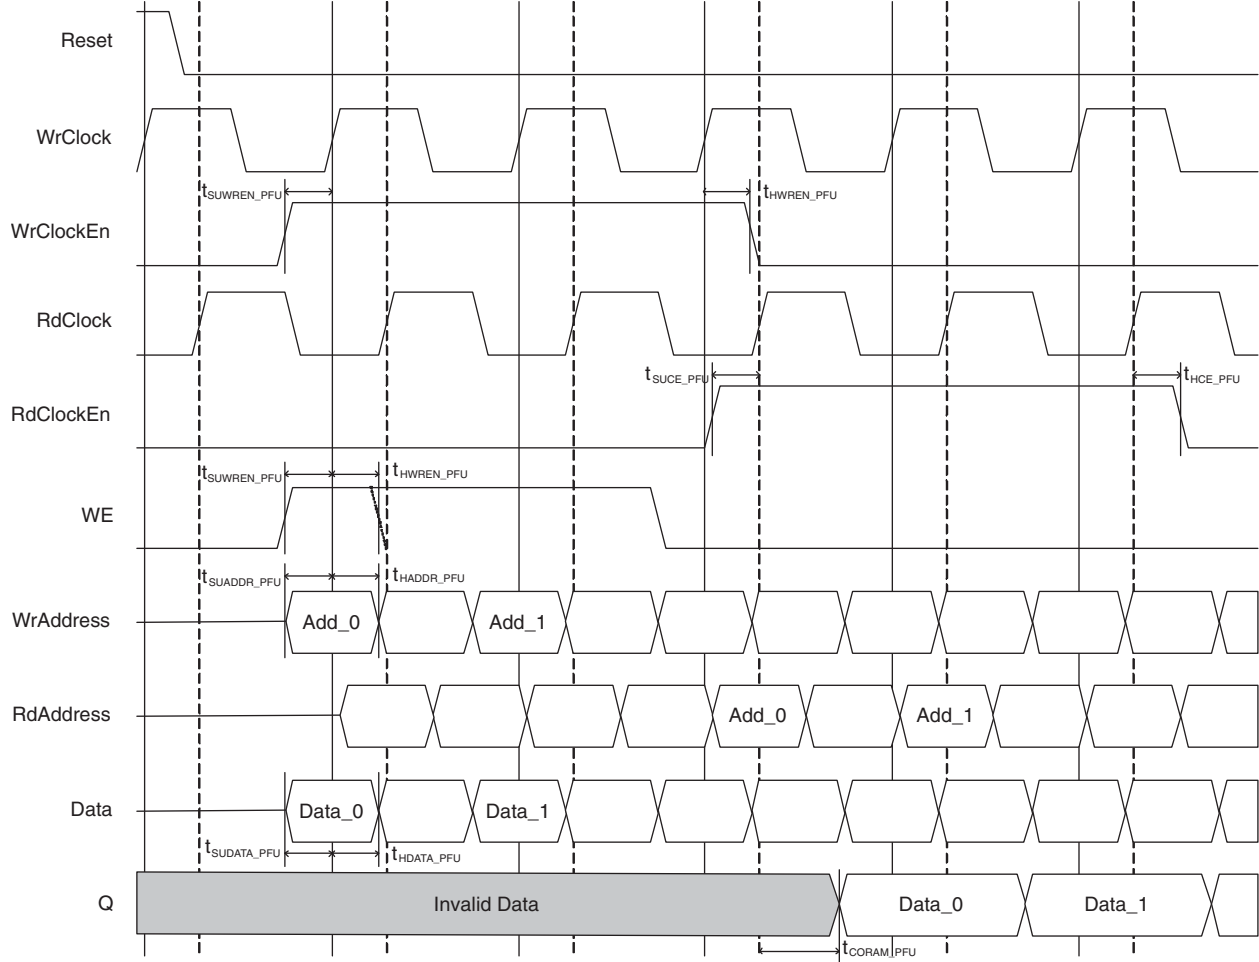 Reset
WrClock
tSUWREN_PFU
tHWREN_PFU
WrClockEn
RdClock
tSUCE_PFU
tHCE_PFU
RdClockEn
tSUWREN_PFU
tHWREN_PFU
WE
tSUADDR_PFU
tHADDR_PFU
WrAddress
Add_0
Add_1
RdAddress
Add_0
Add_1
Data
Data_0
Data_1
tSUDATA_PFU
tHDATA_PFU
Q
Invalid Data
Data_0
Data_1
tCORAM_PFU